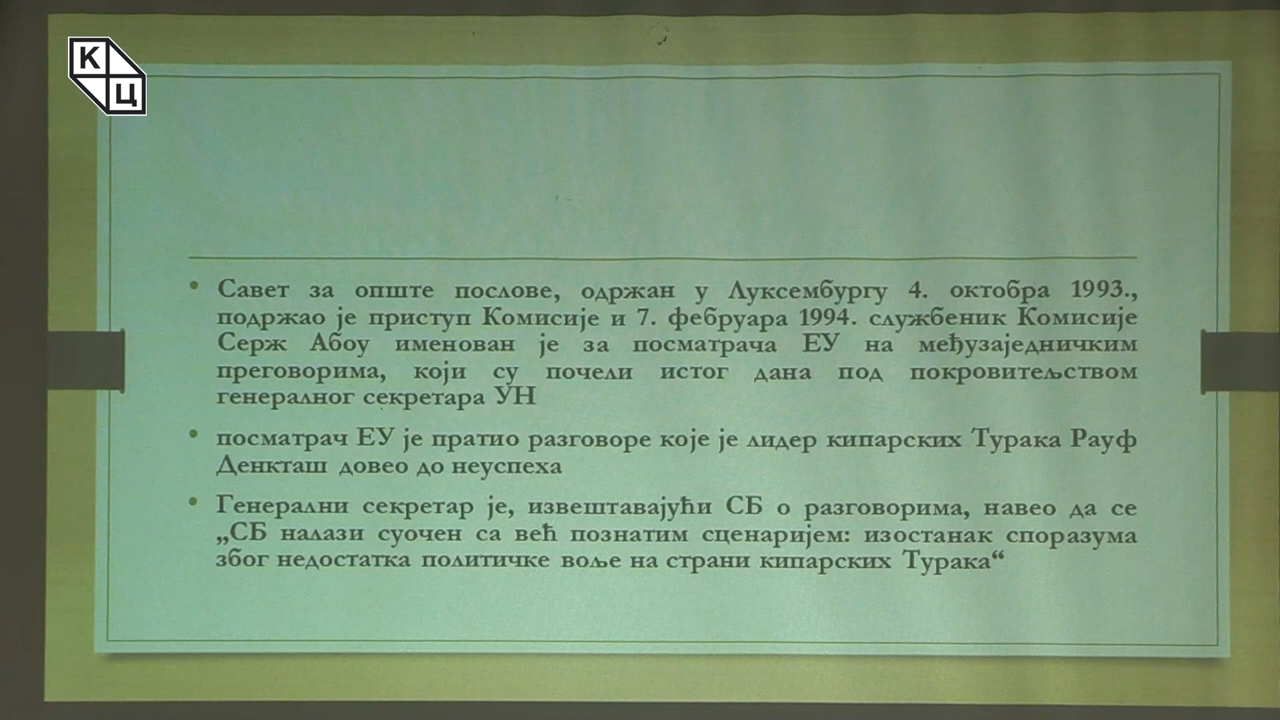 К
Ц
Савет за опште послове, одржан у Луксембургу 4. октобра 1993.,
подржао је приступ Комисије и 7. фебруара 1994. службеник Комисије
Серж Абоу именован је за посматрача ЕУ на међузаједничким
преговорима, који су почели истог дана под покровитељством
генералног секретара УН
посматрач ЕУ је пратио разговоре које је лидер кипарских Турака Рауф
Денкташ довео до неуспеха
Генерални секретар је, извештавајући СБ о разговорима, навео да се
„СБ налази суочен са већ познатим сценаријем: изостанак споразума
због недостатка политичке воље на страни кипарских Турака“